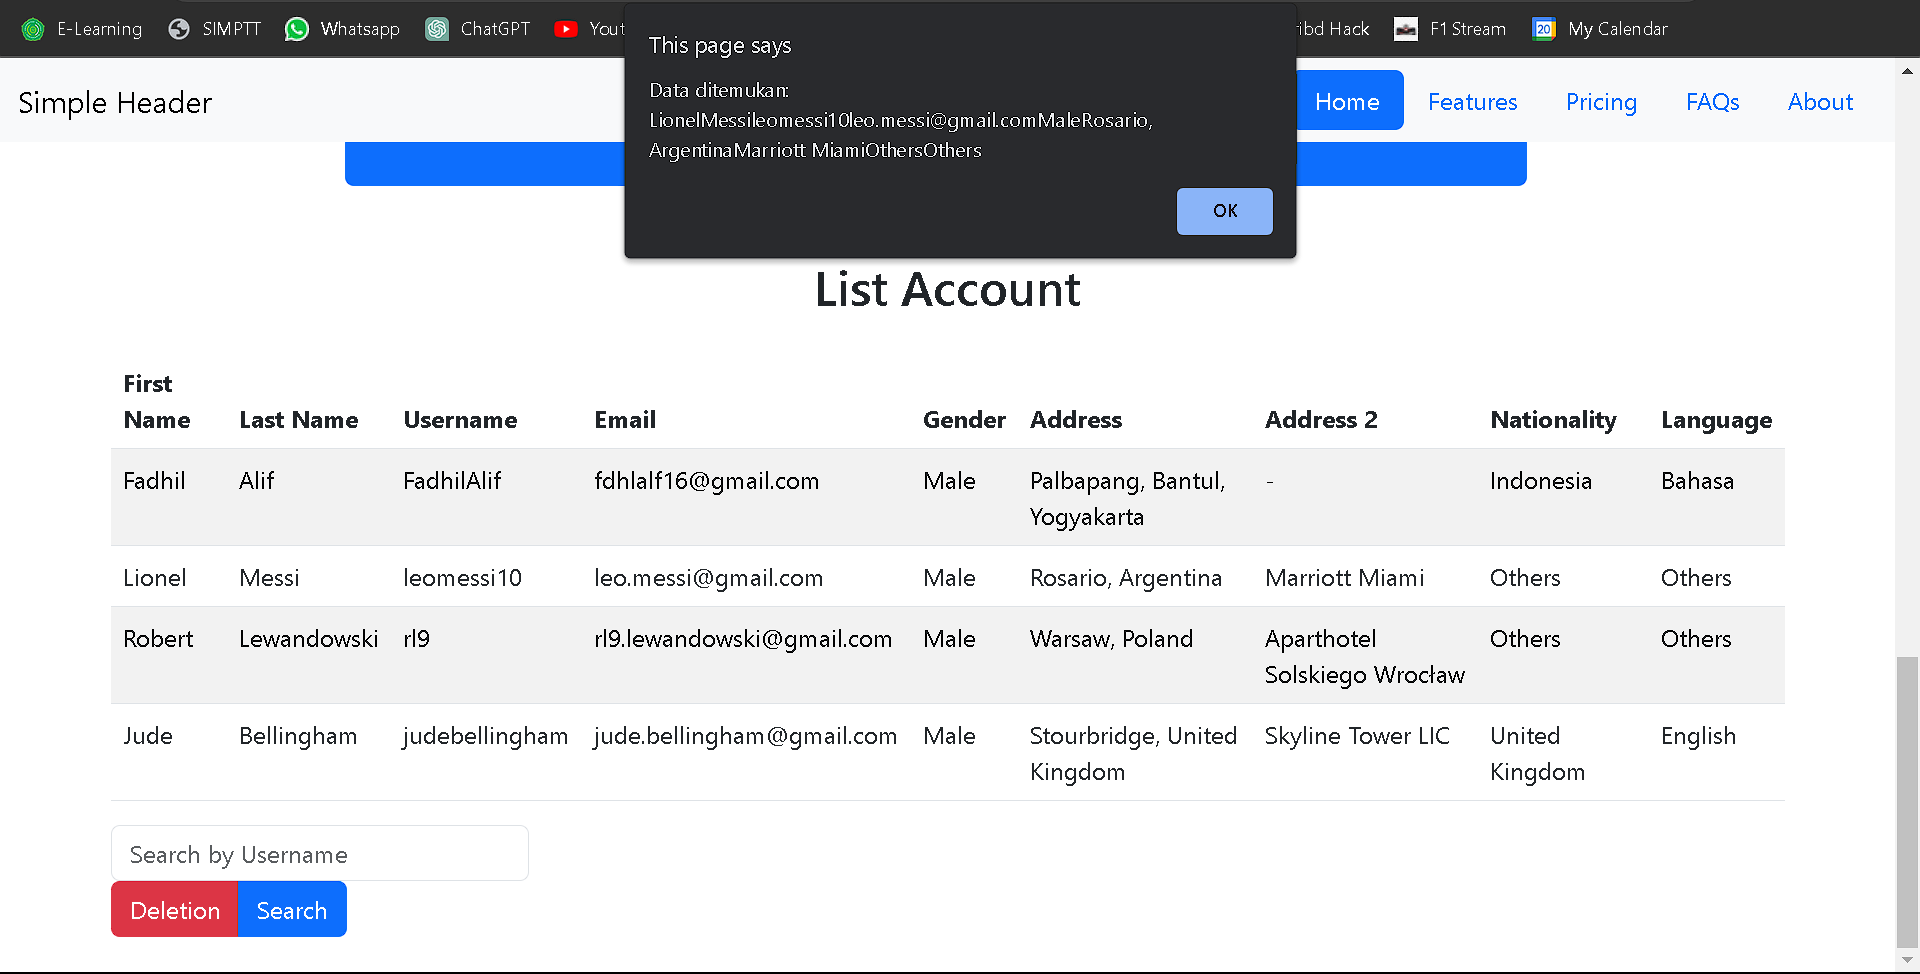 E-Learning SIMPTT Whatsapp ChatGPT F1 Stream My Calendar
This page says
Data ditemukan:
LionelMessileomessi10leo.messi@gmail.comMaleRosario,
ArgentinaMarriott MiamiOthersOthers
OK
Simple Header Home Features Pricing FAQs About
List Account
First
Name Last Name Username Email Gender Address Address 2 Nationality Language
Fadhil Alif FadhilAlif fdhlalf16@gmail.com Male Palbapang, Bantul, - Indonesia Bahasa
Yogyakarta
Lionel Messi leomessi10 leo.messi@gmail.com Male Rosario, Argentina Marriott Miami Others Others
Robert Lewandowski rl9 rl9.lewandowski@gmail.com Male Warsaw, Poland Aparthotel Others Others
Solskiego Wrocław
Jude Bellingham judebellingham jude.bellingham@gmail.com Male Stourbridge, United Skyline Tower LIC United English
Kingdom Kingdom
Search by Username
Deletion Search